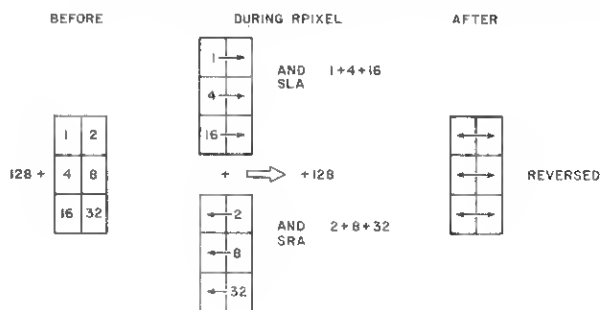 BEFORE
DURING RPIXEL
AFTER
128 +
1 2
4 8
16 32
1
4
16
AND
SLA
1+4+16
+
+128
2
8
32
AND
SRA
2+8+32
REVERSED